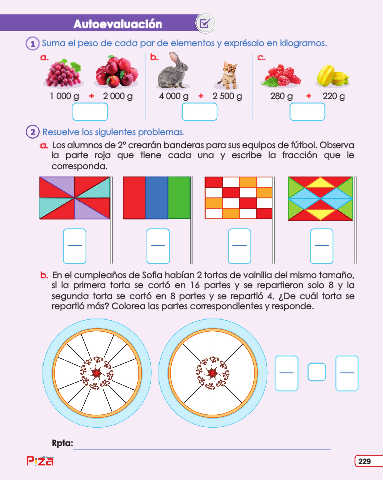 Autoevaluación
1 Suma el peso de cada par de elementos y exprésalo en kilogramos.
a. b. c.
1 000 g + 2 000 g 4 000 g + 2 500 g 280 g + 220 g
2 Resuelve los siguientes problemas.
a. Los alumnos de 2° crearán banderas para sus equipos de fútbol. Observa
la parte roja que tiene cada una y escribe la fracción que le
corresponda.
b. En el cumpleaños de Sofia habían 2 tortas de vainilla del mismo tamaño,
si la primera torta se cortó en 16 partes y se repartieron solo 8 y la
segunda torta se cortó en 8 partes y se repartió 4. ¿De cuál torta se
repartió más? Colorea las partes correspondientes y responde.
Rpta:
229